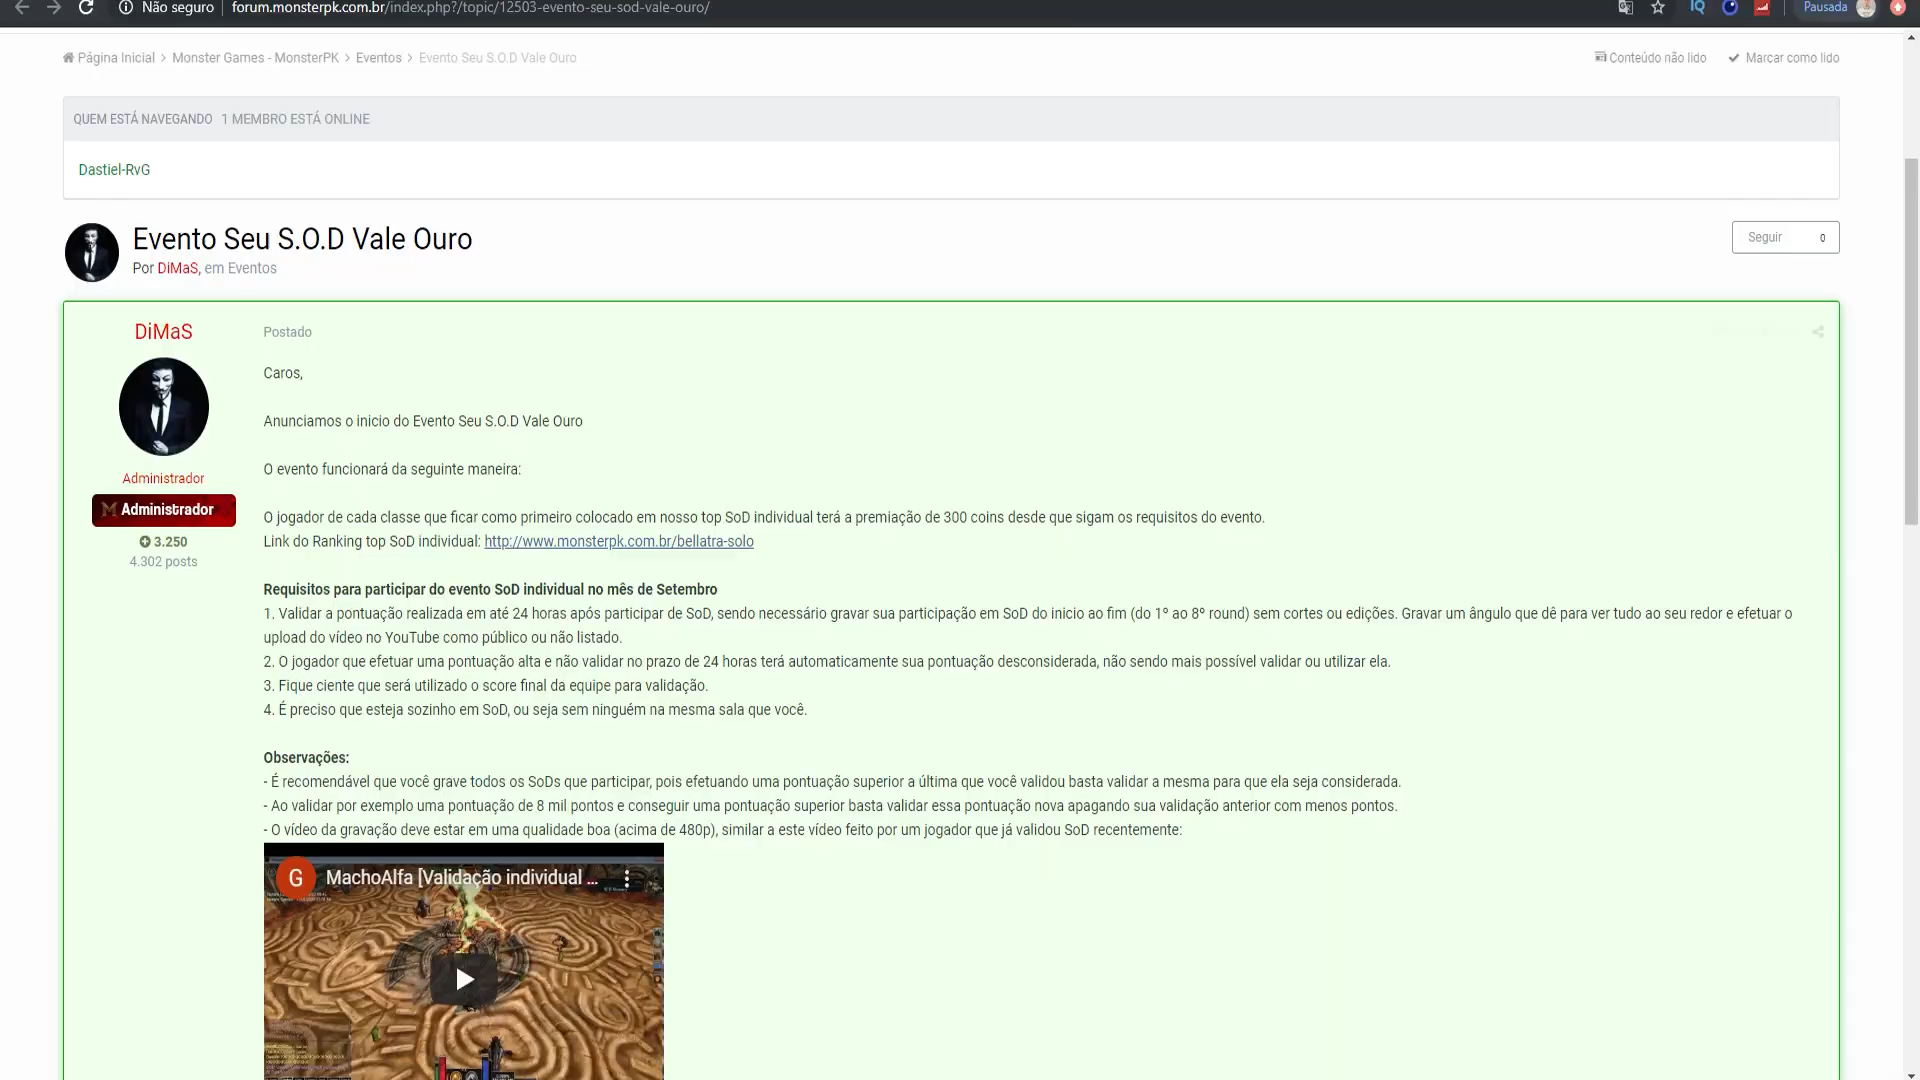 Não seguro forum.monsterpk.com.br/index.php?/topic/12503-evento-seu-sod-vale-ouro/ IQ Pausada
Página Inicial Monster Games - MonsterPK Eventos Evento Seu S.O.D Vale Ouro Conteúdo não lido Marcar como lido
QUEM ESTÁ NAVEGANDO 1 MEMBRO ESTÁ ONLINE
Dastiel-RvG
Evento Seu S.O.D Vale Ouro
Por DiMaS, em Eventos
Seguir 0
DiMaS
Administrador
Administrador
3.250
4.302 posts
Postado
Caros,
Anunciamos o inicio do Evento Seu S.O.D Vale Ouro
O evento funcionará da seguinte maneira:
O jogador de cada classe que ficar como primeiro colocado em nosso top SoD individual terá a premiação de 300 coins desde que sigam os requisitos do evento.
Link do Ranking top SoD individual: http://www.monsterpk.com.br/bellatra-solo
Requisitos para participar do evento SoD individual no mês de Setembro
1. Validar a pontuação realizada em até 24 horas após participar de SoD, sendo necessário gravar sua participação em SoD do inicio ao fim (do 1º ao 8º round) sem cortes ou edições. Gravar um ângulo que dê para ver tudo ao seu redor e efetuar o
upload do vídeo no YouTube como público ou não listado.
2. O jogador que efetuar uma pontuação alta e não validar no prazo de 24 horas terá automaticamente sua pontuação desconsiderada, não sendo mais possível validar ou utilizar ela.
3. Fique ciente que será utilizado o score final da equipe para validação.
4. É preciso que esteja sozinho em SoD, ou seja sem ninguém na mesma sala que você.
Observações:
- É recomendável que você grave todos os SoDs que participar, pois efetuando uma pontuação superior a última que você validou basta validar a mesma para que ela seja considerada.
- Ao validar por exemplo uma pontuação de 8 mil pontos e conseguir uma pontuação superior basta validar essa pontuação nova apagando sua validação anterior com menos pontos.
- O vídeo da gravação deve estar em uma qualidade boa (acima de 480p), similar a este vídeo feito por um jogador que já validou SoD recentemente:
G MachoAlfa [Validação individual ...